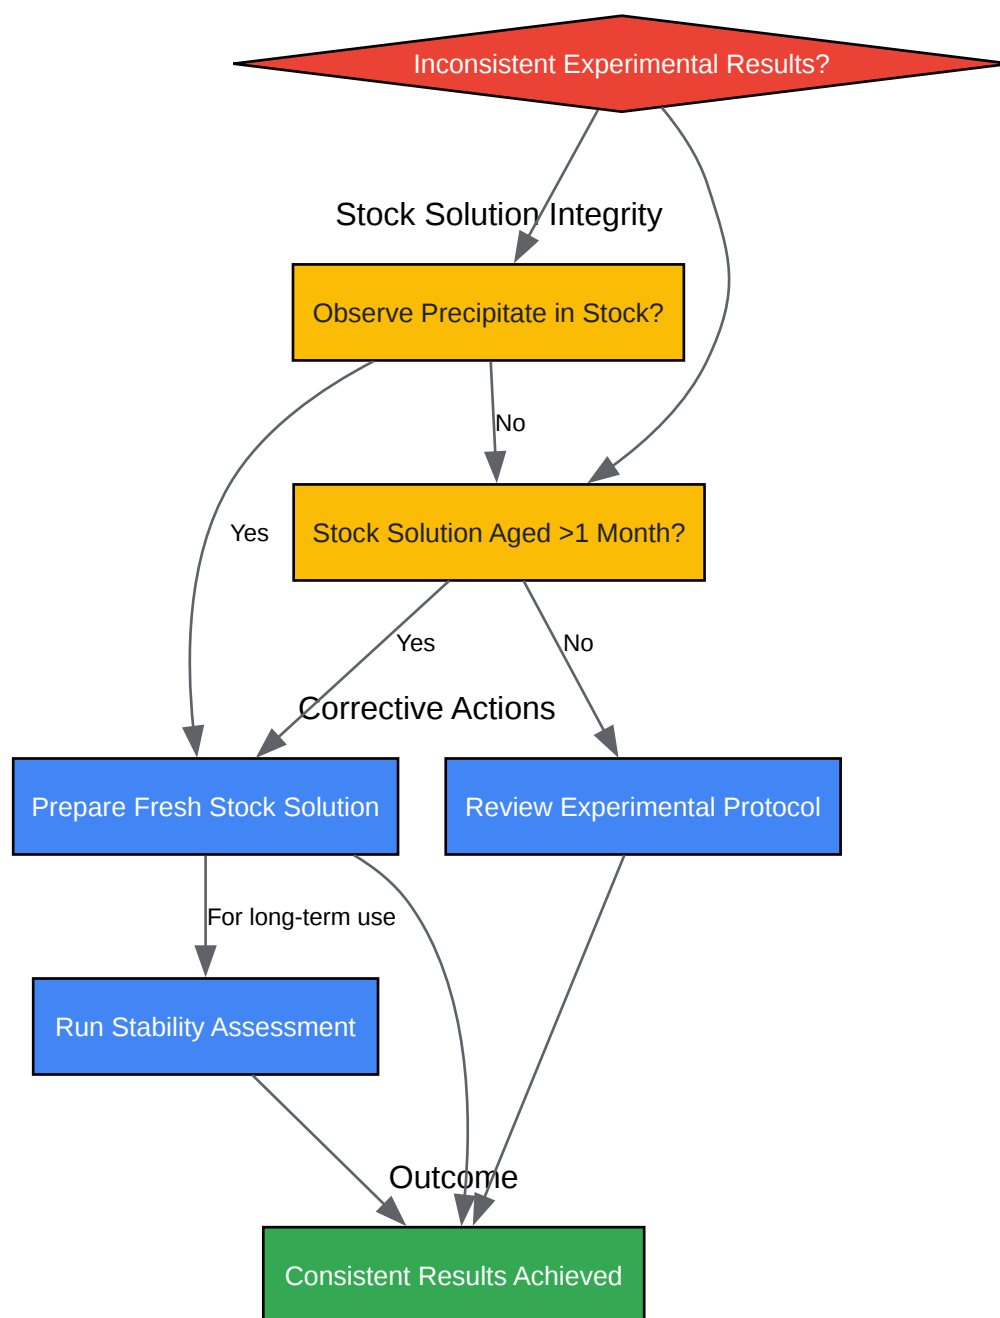 Inconsistent Experimental Results?
Stock Solution Integrity
Observe Precipitate in Stock?
No
Yes
Stock Solution Aged >1 Month?
Yes
No
Corrective Actions
Prepare Fresh Stock Solution
Review Experimental Protocol
For long-term use
Run Stability Assessment
Outcome
Consistent Results Achieved